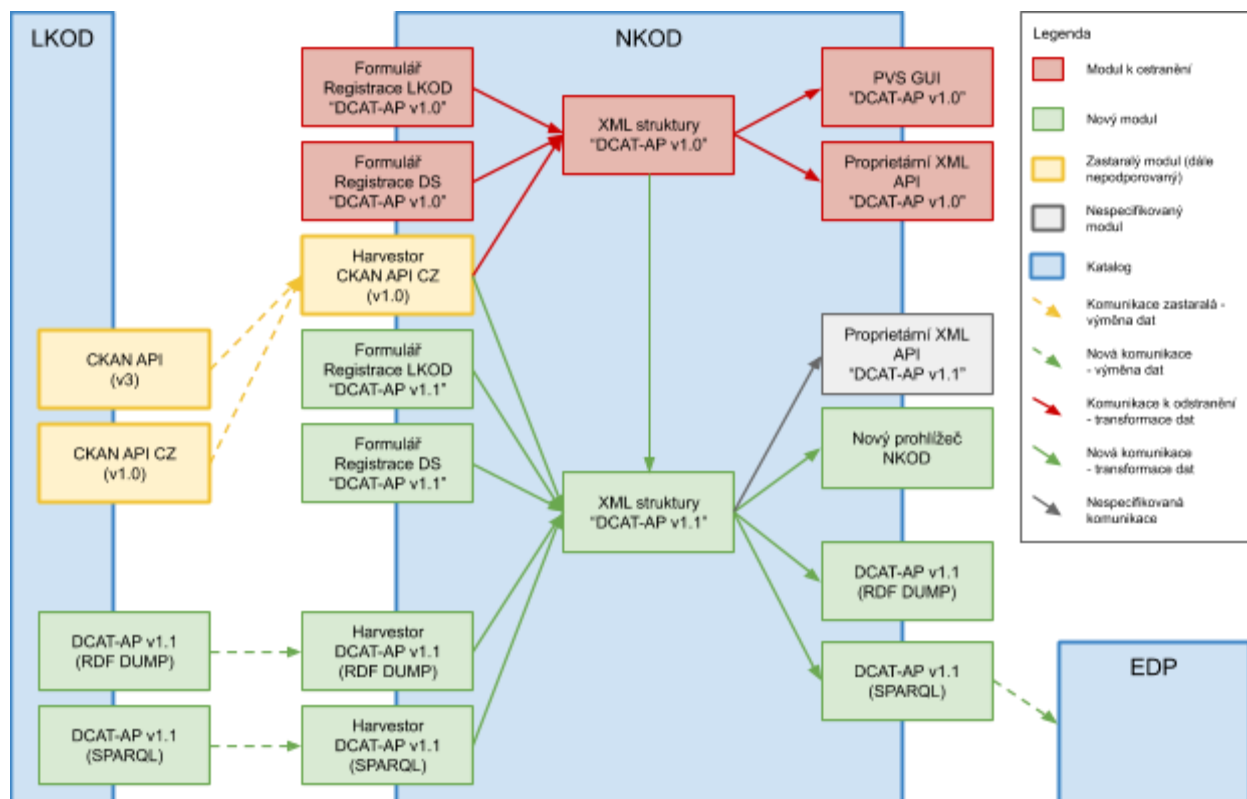 LKOD
NKOD
Formulář
Registrace LKOD
"DCAT-AP v1.0"
Formulář
Registrace DS
"DCAT-AP v1.0"
Harvestor
CKAN API CZ
(v1.0)
CKAN API
(v3)
CKAN API CZ
(v1.0)
Formulář
Registrace LKOD
"DCAT-AP v1.1"
Formulář
Registrace DS
"DCAT-AP v1.1"
DCAT-AP v1.1
(RDF DUMP)
Harvestor
DCAT-AP v1.1
(RDF DUMP)
DCAT-AP v1.1
(SPARQL)
Harvestor
DCAT-AP v1.1
(SPARQL)
XML struktury
"DCAT-AP v1.0"
XML struktury
"DCAT-AP v1.1"
PVS GUI
"DCAT-AP v1.0"
Proprietární XML
API
"DCAT-AP v1.0"
Proprietární XML
API
"DCAT-AP v1.1"
Nový prohlížeč
NKOD
DCAT-AP v1.1
(RDF DUMP)
DCAT-AP v1.1
(SPARQL)
EDP
Legenda
Modul k ostranění
Nový modul
Zastaralý modul (dále
nepodporovaný)
Nespecifikovaný
modul
Katalog
Komunikace zastaralá -
výměna dat
Nová komunikace
- výměna dat
Komunikace k odstranění
- transformace dat
Nová komunikace
- transformace dat
Nespecifikovaná
komunikace